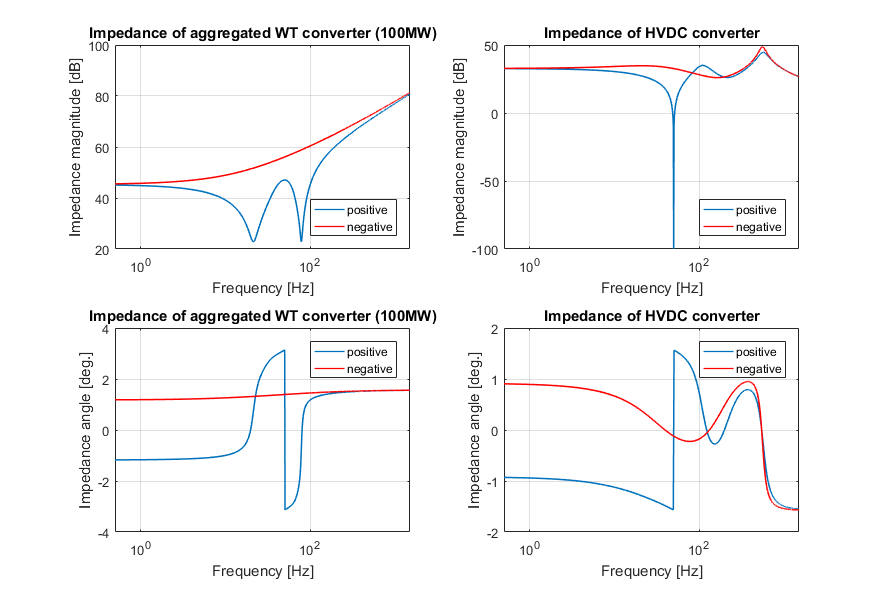 Impedance of aggregated WT converter (100MW)
Impedance magnitude [dB]
100
80
60
40
20
10^0
10^2
Frequency [Hz]
positive
negative
Impedance of HVDC converter
Impedance magnitude [dB]
50
0
-50
-100
10^0
10^2
Frequency [Hz]
positive
negative
Impedance of aggregated WT converter (100MW)
Impedance angle [deg.]
4
2
0
-2
-4
10^0
10^2
Frequency [Hz]
positive
negative
Impedance of HVDC converter
Impedance angle [deg.]
2
1
0
-1
-2
10^0
10^2
Frequency [Hz]
positive
negative